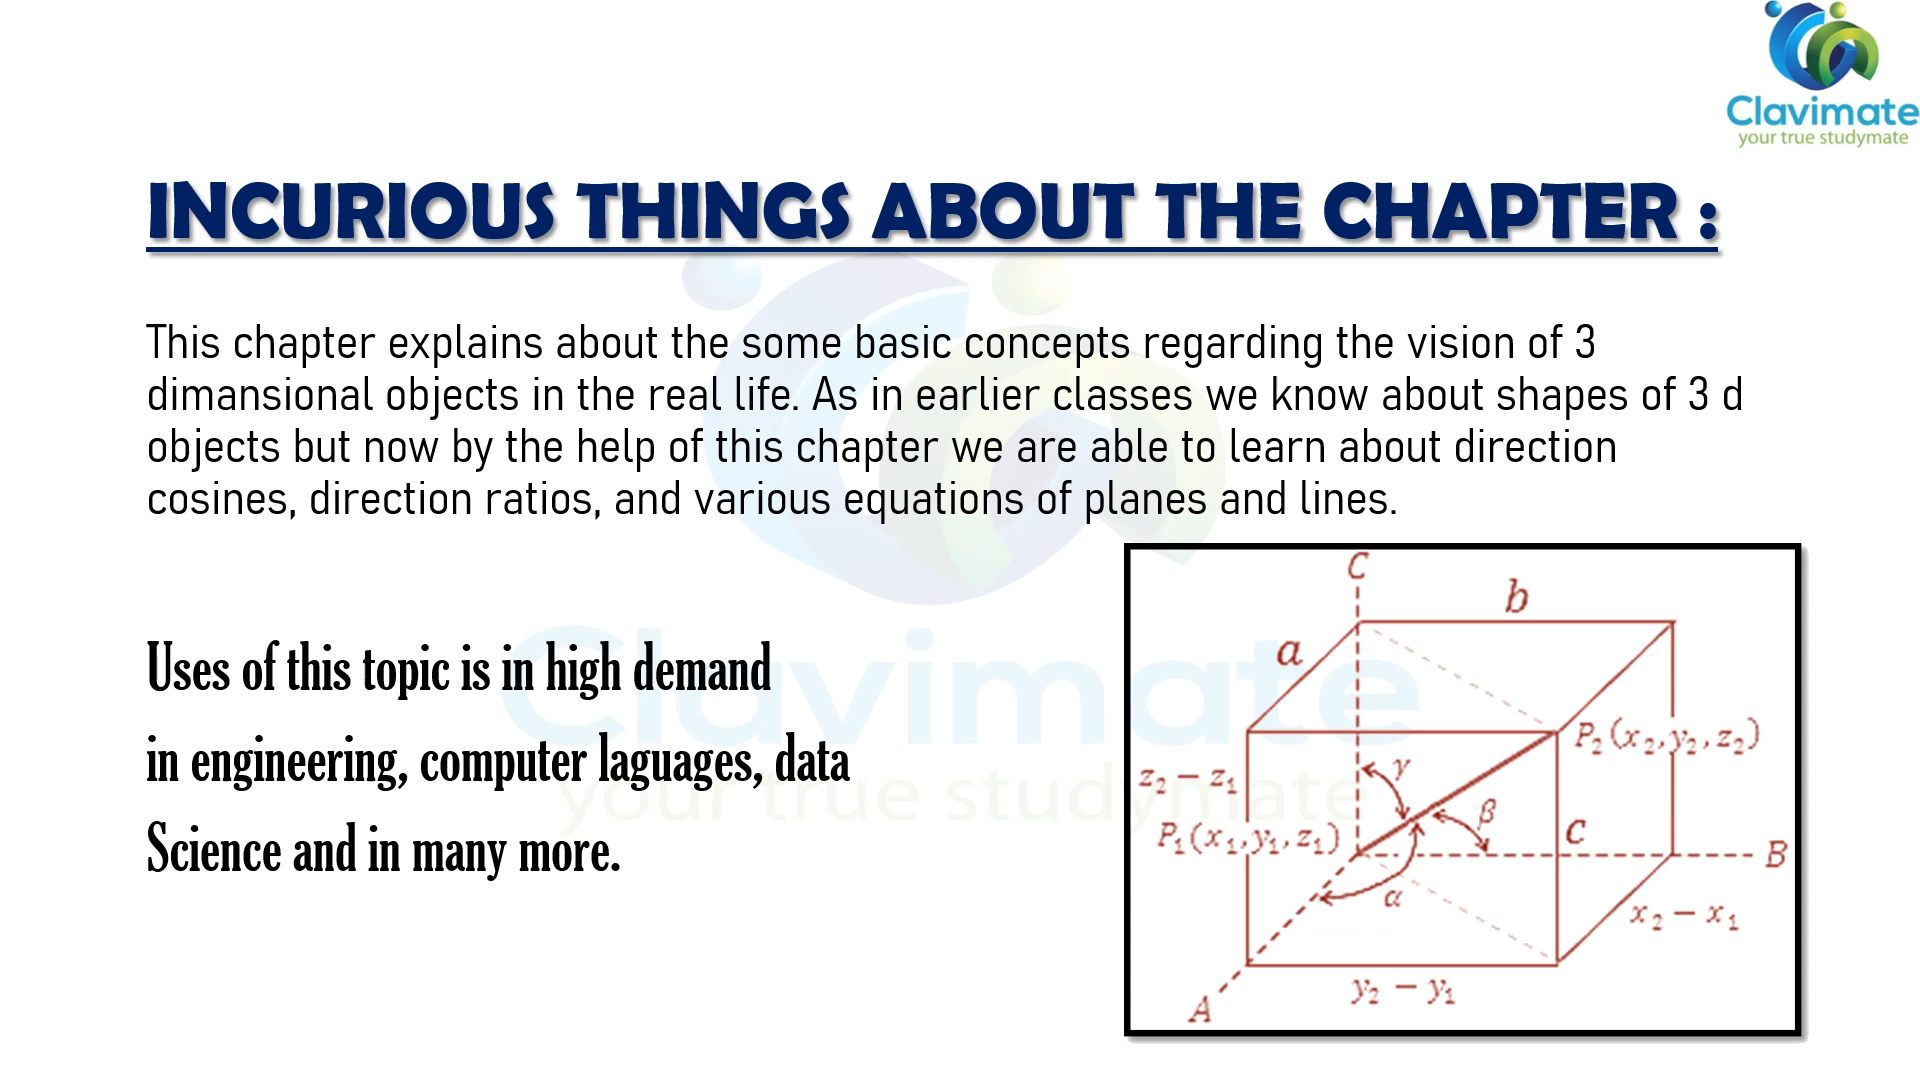 Clavimate
your true studymate
INCURIOUS THINGS ABOUT THE CHAPTER :
This chapter explains about the some basic concepts regarding the vision of 3
dimansional objects in the real life. As in earlier classes we know about shapes of 3 d
objects but now by the help of this chapter we are able to learn about direction
cosines, direction ratios, and various equations of planes and lines.
Uses of this topic is in high demand
in engineering, computer laguages, data
Science and in many more.
Clavimate
your true studymate
C
b
a
P₂(x₂,y₂,z₂)
z₂ − z₁
γ
β
P₁(x₁,y₁,z₁)
c
B
α
x₂ − x₁
y₂ − y₁
A